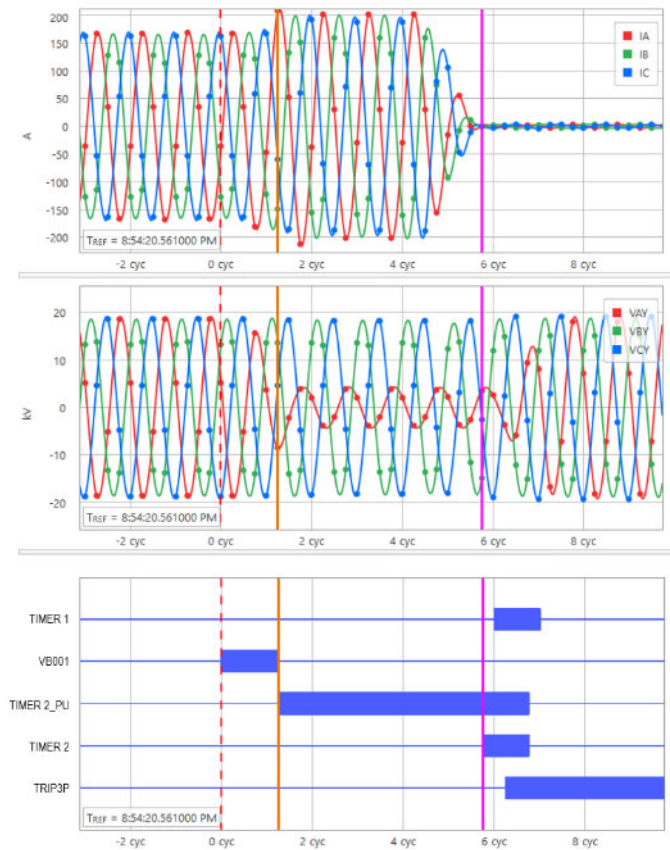 200
150
100
50
0
-50
-100
-150
-200
A
IA
IB
IC
TREF = 8:54:20.561000 PM
-2 cyc
0 cyc
2 cyc
4 cyc
6 cyc
8 cyc
20
10
0
-10
-20
kV
VAY
VBY
VCY
TREF = 8:54:20.561000 PM
-2 cyc
0 cyc
2 cyc
4 cyc
6 cyc
8 cyc
TIMER 1
VB001
TIMER 2_PU
TIMER 2
TRIP3P
TREF = 8:54:20.561000 PM
-2 cyc
0 cyc
2 cyc
4 cyc
6 cyc
8 cyc